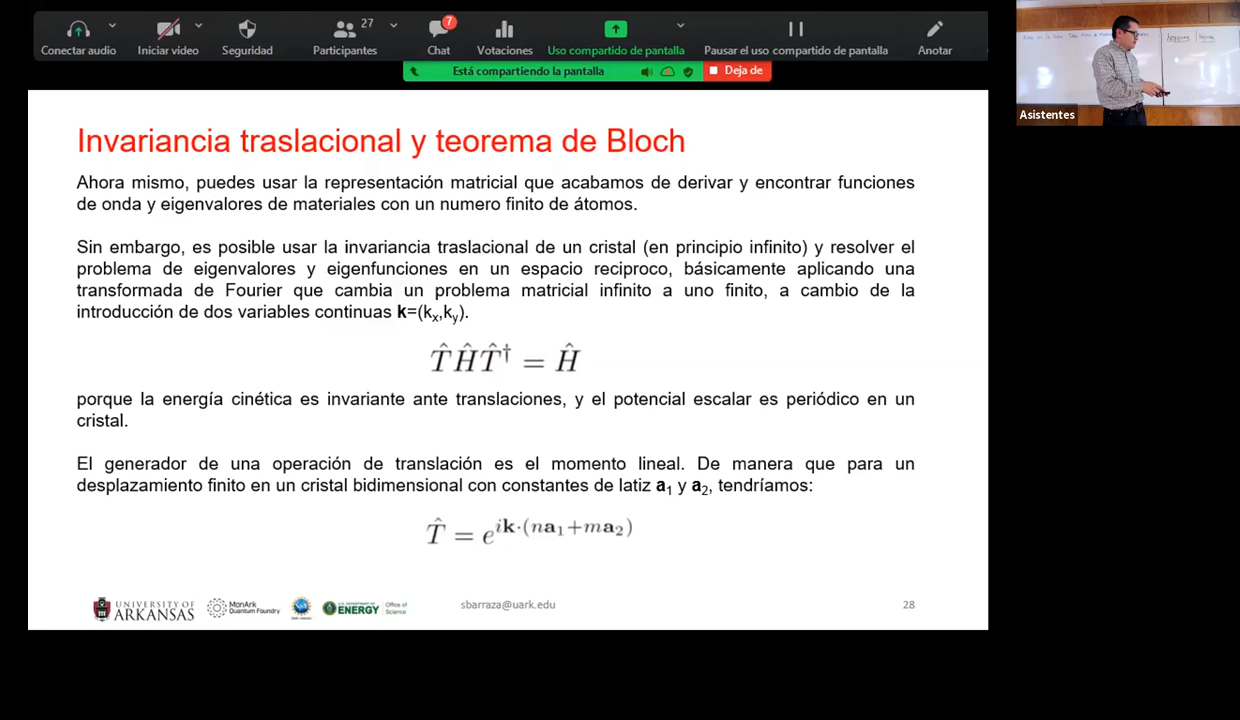 27
7
Conectar audio
Iniciar video
Seguridad
Participantes
Chat
Votaciones
Uso compartido de pantalla
Pausar el uso compartido de pantalla
Anotar
Está compartiendo la pantalla
Deja de
Asistentes
Invariancia traslacional y teorema de Bloch
Ahora mismo, puedes usar la representación matricial que acabamos de derivar y encontrar funciones
de onda y eigenvalores de materiales con un numero finito de átomos.
Sin embargo, es posible usar la invariancia traslacional de un cristal (en principio infinito) y resolver el
problema de eigenvalores y eigenfunciones en un espacio reciproco, básicamente aplicando una
transformada de Fourier que cambia un problema matricial infinito a uno finito, a cambio de la
introducción de dos variables continuas k=(kₓ,k_y).
T̂ĤT̂† = Ĥ
porque la energía cinética es invariante ante translaciones, y el potencial escalar es periódico en un
cristal.
El generador de una operación de translación es el momento lineal. De manera que para un
desplazamiento finito en un cristal bidimensional con constantes de latiz a₁ y a₂, tendríamos:
T̂ = e^{ik·(na₁+ma₂)}
UNIVERSITY OF
ARKANSAS
MonArk
Quantum Foundry
ENERGY
Office of
Science
sbarraza@uark.edu
28